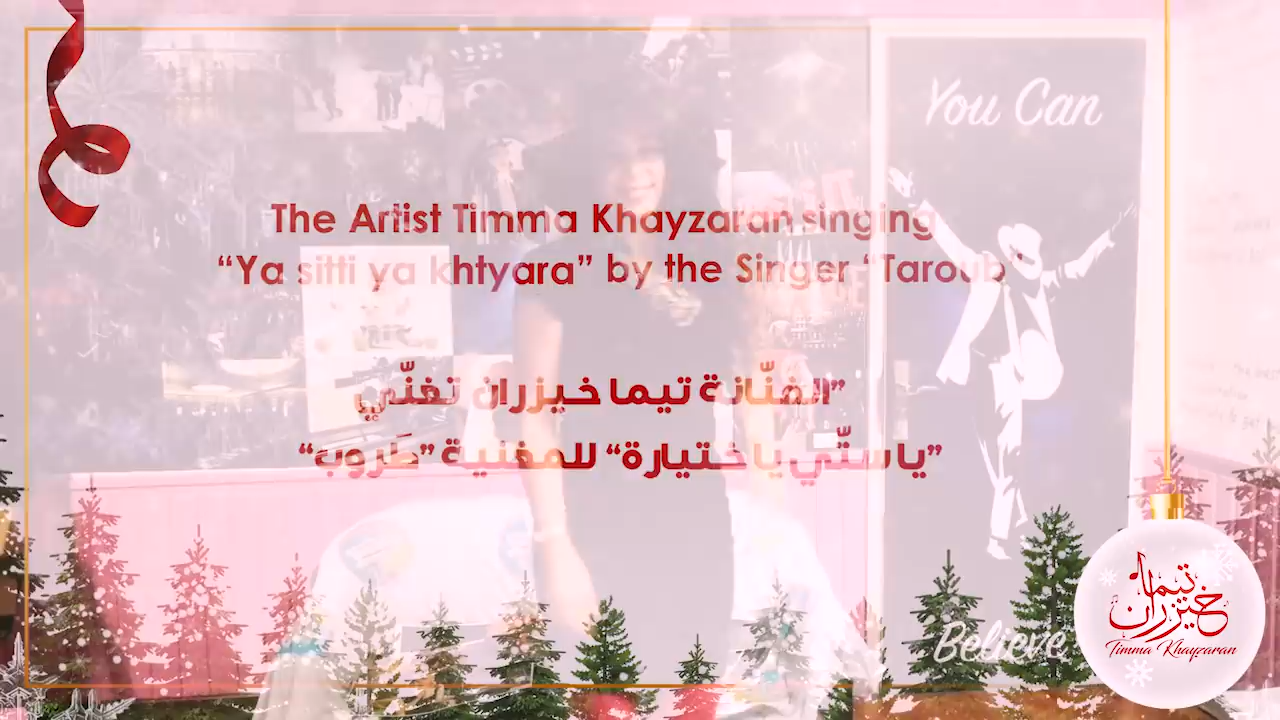 You Can
The Artist Timma Khayzaran singing
“Ya sitti ya khtyara” by the Singer “Taroub”
"الفنّانة تيما خيزران تغنّي
"يا ستّي يا ختيارة" للمغنية "طَروب"
Believe
تيما
خيزران
Timma Khayzaran